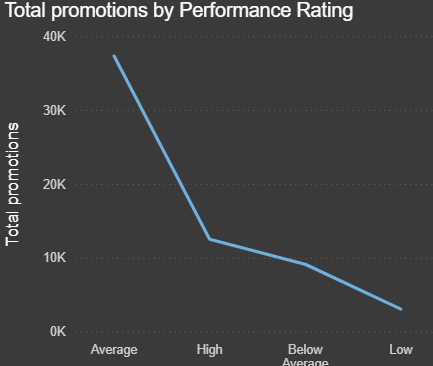 Total promotions by Performance Rating
40K
30K
20K
10K
0K
Total promotions
Average
High
Below
Average
Low